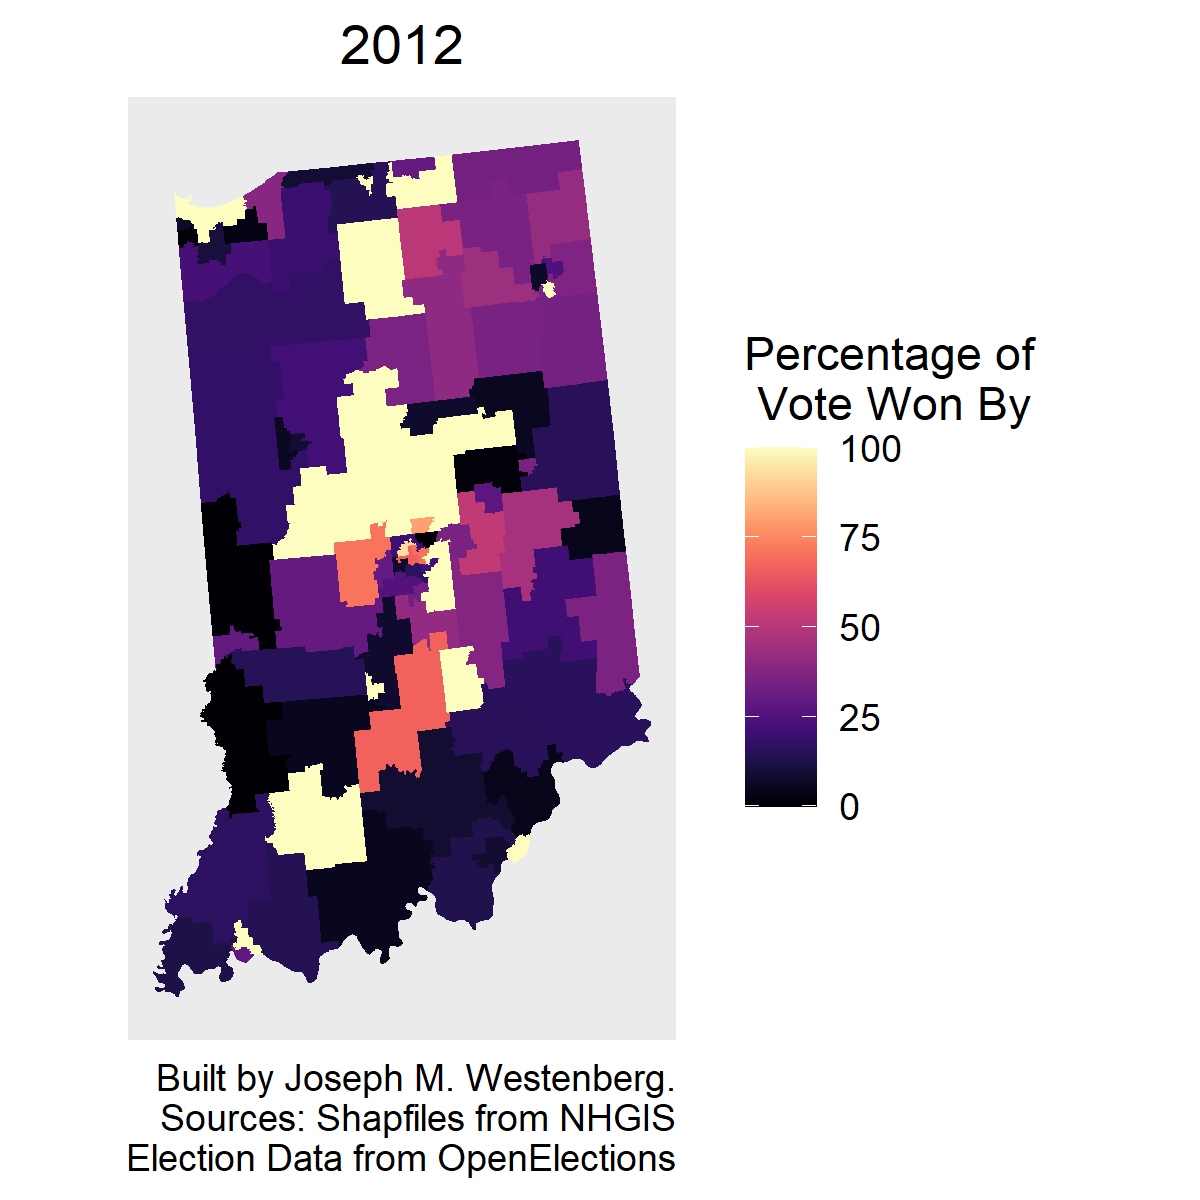 2012
Percentage of
Vote Won By
100
75
50
25
0
Built by Joseph M. Westenberg.
Sources: Shapfiles from NHGIS
Election Data from OpenElections